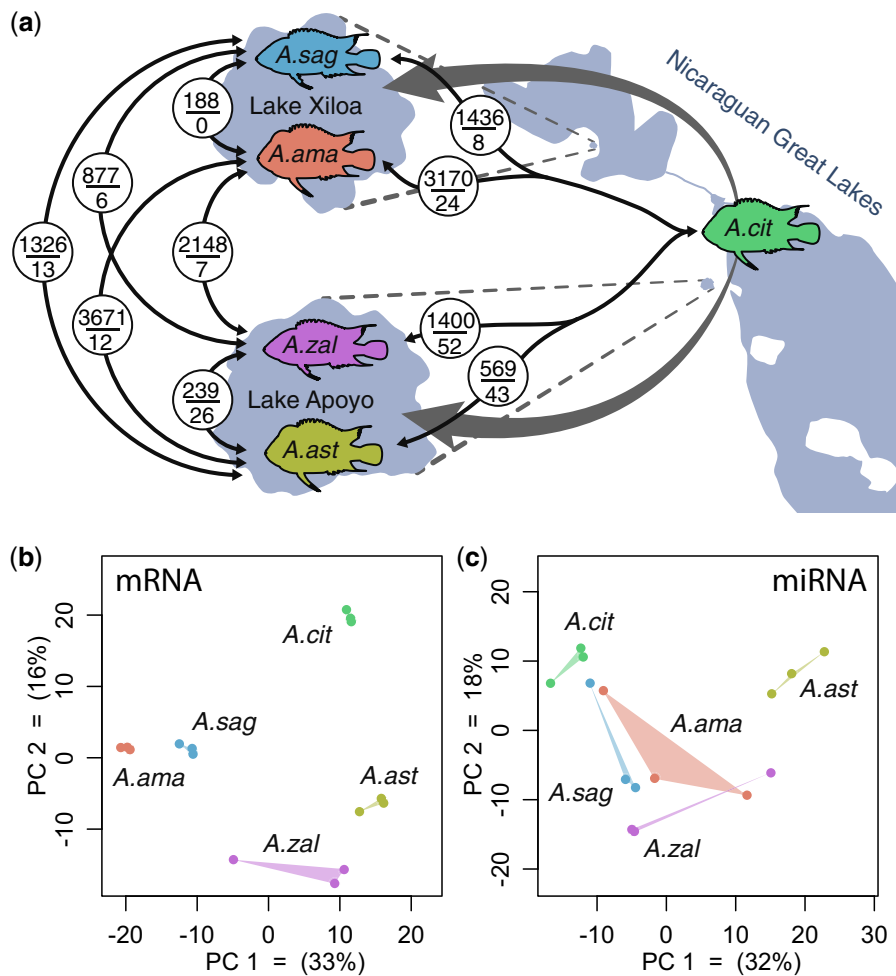 (a)
A.sag
188
0
Lake Xiloa
1436
8
Nicaraguan Great Lakes
A.ama
3170
24
877
6
A.cit
1326
13
2148
7
3671
12
A.zal
1400
52
569
43
239
26
Lake Apoyo
A.ast
(b)
mRNA
A.cit
A.sag
A.ama
A.ast
A.zal
PC 2 = (16%)
20
10
0
-10
-20
-10
0
10
20
PC 1 = (33%)
(c)
miRNA
A.cit
A.ast
A.ama
A.sag
A.zal
PC 2 = 18%
20
10
0
-10
-20
-10
0
10
20
30
PC 1 = (32%)